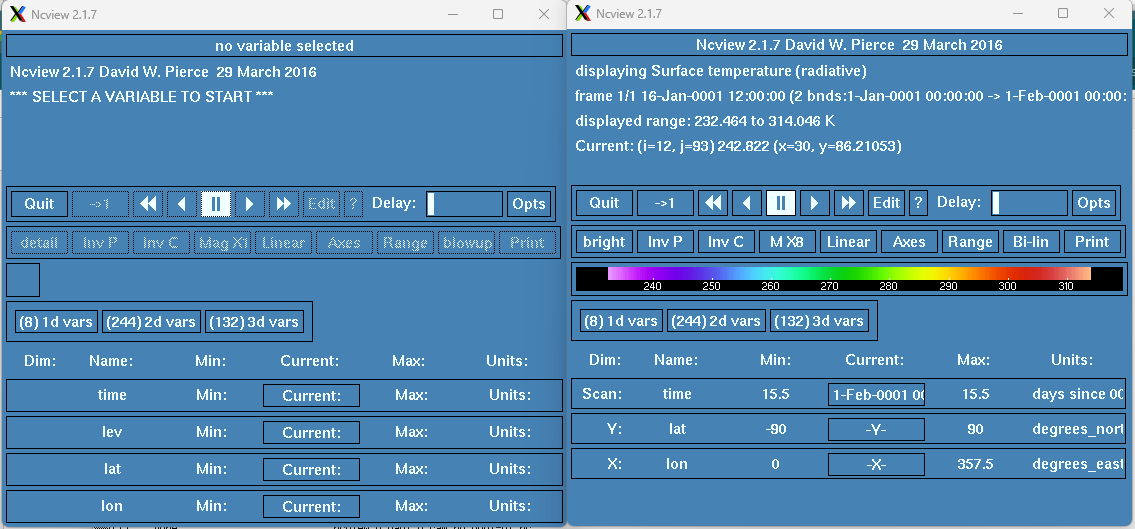 Ncview 2.1.7
no variable selected
Ncview 2.1.7 David W. Pierce 29 March 2016
*** SELECT A VARIABLE TO START ***
Quit ->1 Edit ? Delay: Opts
detail Inv P Inv C Mag X1 Linear Axes Range blowup Print
(8) 1d vars (244) 2d vars (132) 3d vars
Dim: Name: Min: Current: Max: Units:
time Min: Current: Max: Units:
lev Min: Current: Max: Units:
lat Min: Current: Max: Units:
lon Min: Current: Max: Units:
Ncview 2.1.7
Ncview 2.1.7 David W. Pierce 29 March 2016
displaying Surface temperature (radiative)
frame 1/1 16-Jan-0001 12:00:00 (2 bnds:1-Jan-0001 00:00:00 -> 1-Feb-0001 00:00:
displayed range: 232.464 to 314.046 K
Current: (i=12, j=93) 242.822 (x=30, y=86.21053)
Quit ->1 Edit ? Delay: Opts
bright Inv P Inv C M X8 Linear Axes Range Bi-lin Print
240 250 260 270 280 290 300 310
(8) 1d vars (244) 2d vars (132) 3d vars
Dim: Name: Min: Current: Max: Units:
Scan: time 15.5 1-Feb-0001 00 15.5 days since 00
Y: lat -90 -Y- 90 degrees_nort
X: lon 0 -X- 357.5 degrees_east